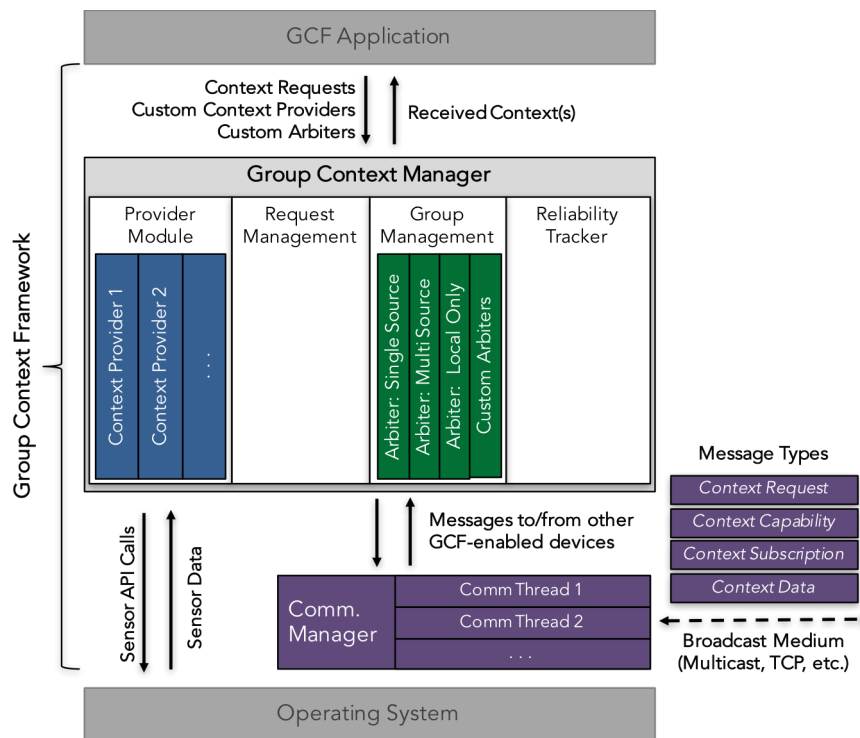 GCF Application
Context Requests
Custom Context Providers
Custom Arbiters
Received Context(s)
Group Context Framework
Group Context Manager
Provider
Module
Request
Management
Group
Management
Reliability
Tracker
Context Provider 1
Context Provider 2
. . .
Arbiter: Single Source
Arbiter: Multi Source
Arbiter: Local Only
Custom Arbiters
Message Types
Context Request
Context Capability
Context Subscription
Context Data
Sensor API Calls
Sensor Data
Messages to/from other
GCF-enabled devices
Comm.
Manager
Comm Thread 1
Comm Thread 2
. . .
Broadcast Medium
(Multicast, TCP, etc.)
Operating System